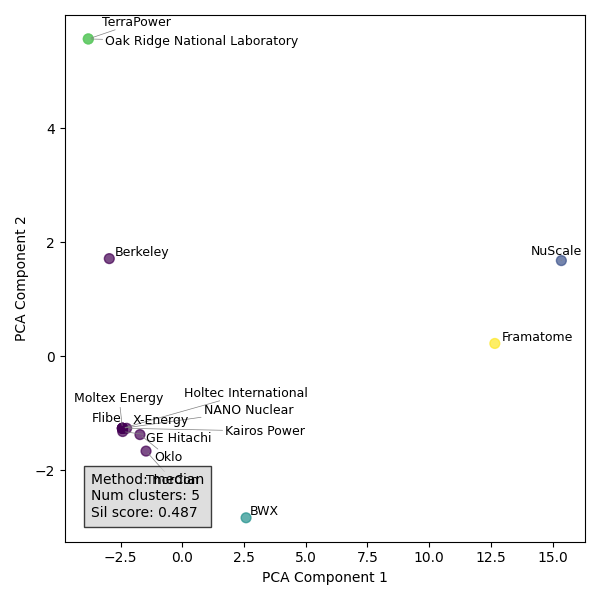 TerraPower
Oak Ridge National Laboratory
4
Berkeley
2
NuScale
PCA Component 2
Framatome
0
Holtec International
Moltex Energy
NANO Nuclear
Flibe
X-Energy
Kairos Power
GE Hitachi
Oklo
−2
ThorCon
Method: median
Num clusters: 5
Sil score: 0.487
BWX
−2.5 0.0 2.5 5.0 7.5 10.0 12.5 15.0
PCA Component 1